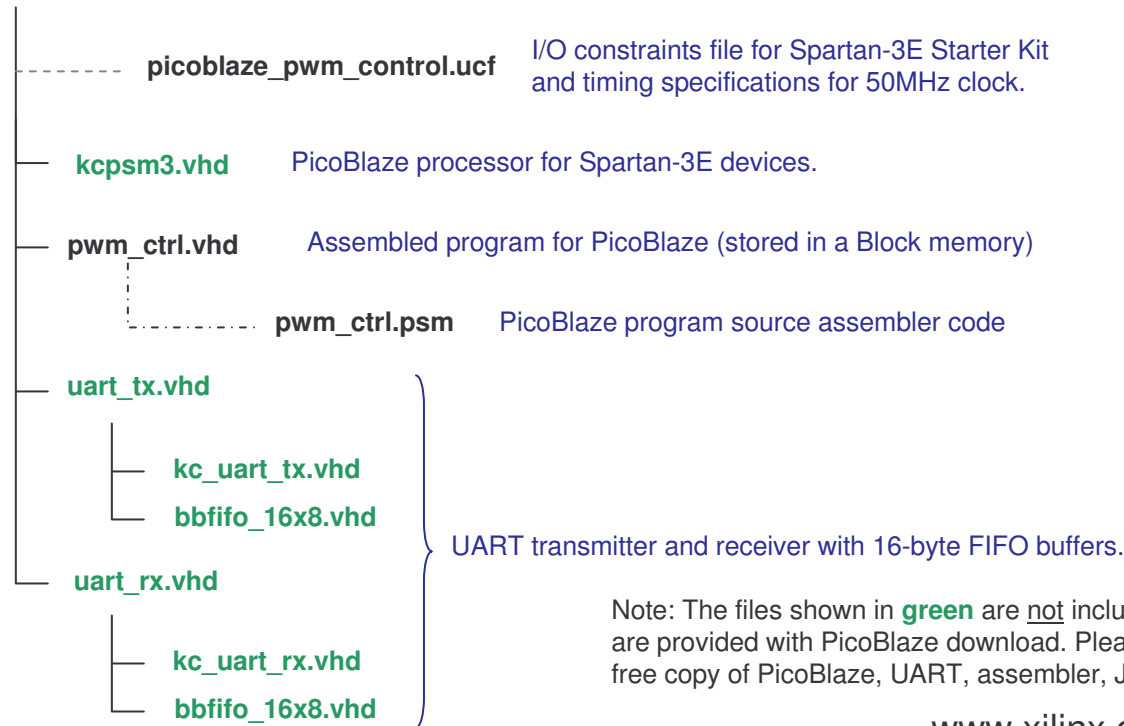 picoblaze_pwm_control.ucf
I/O constraints file for Spartan-3E Starter Kit
and timing specifications for 50MHz clock.
kcpsm3.vhd
PicoBlaze processor for Spartan-3E devices.
pwm_ctrl.vhd
Assembled program for PicoBlaze (stored in a Block memory)
pwm_ctrl.psm
PicoBlaze program source assembler code
uart_tx.vhd
kc_uart_tx.vhd
bbfifo_16x8.vhd
UART transmitter and receiver with 16-byte FIFO buffers.
uart_rx.vhd
kc_uart_rx.vhd
bbfifo_16x8.vhd
Note: The files shown in green are not
are provided with PicoBlaze download.
free copy of PicoBlaze, UART, assembler,